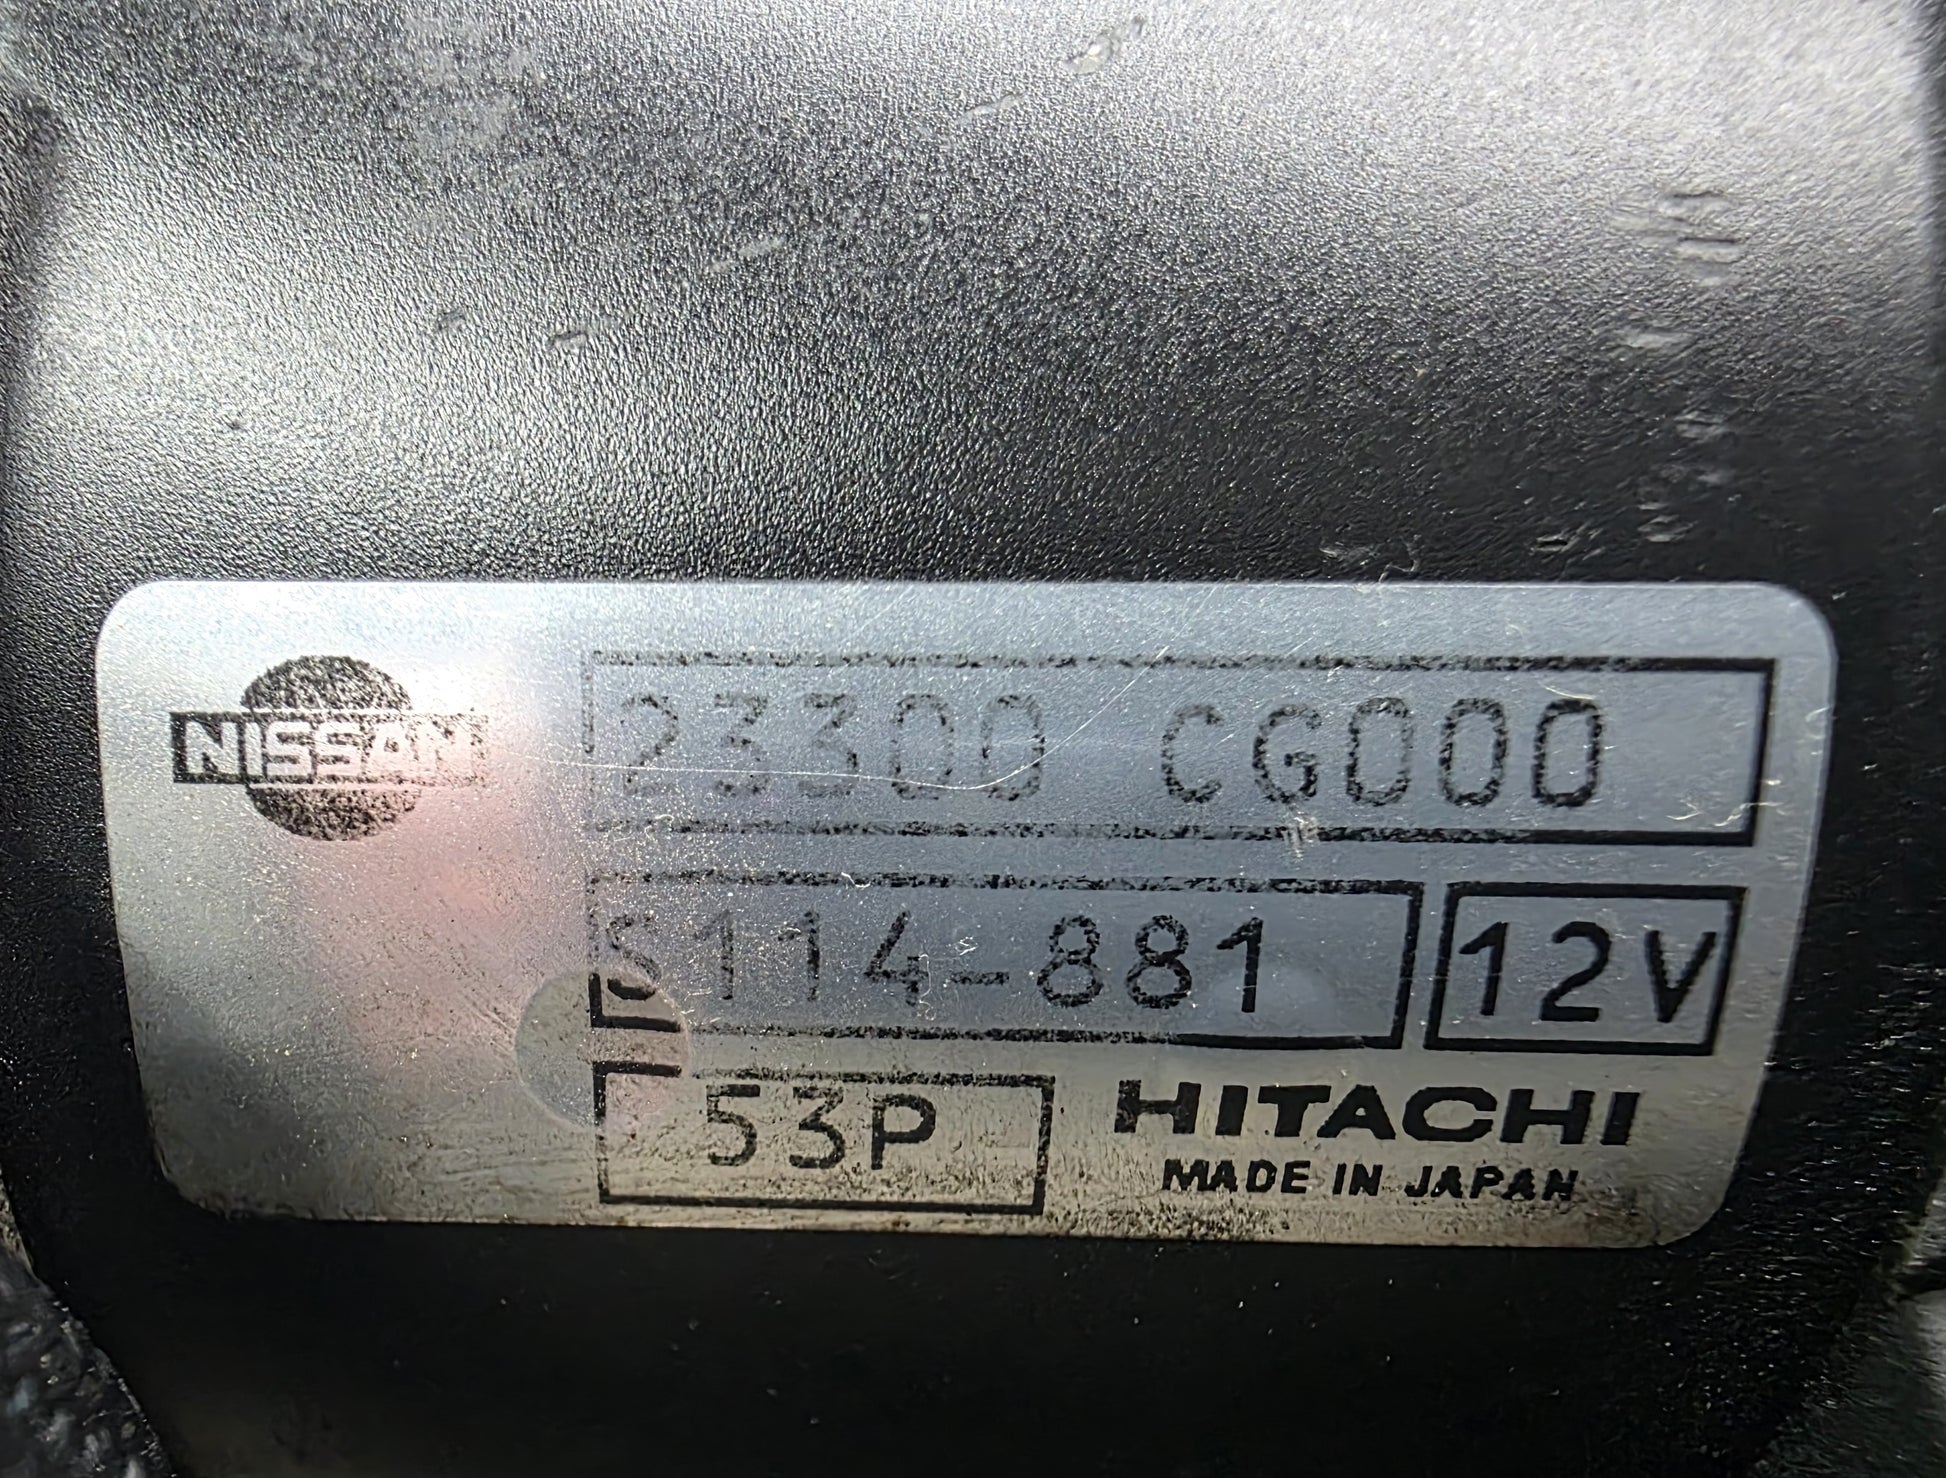 NISSAN
23300 CG000
S114-881 12V
53P HITACHI
MADE IN JAPAN